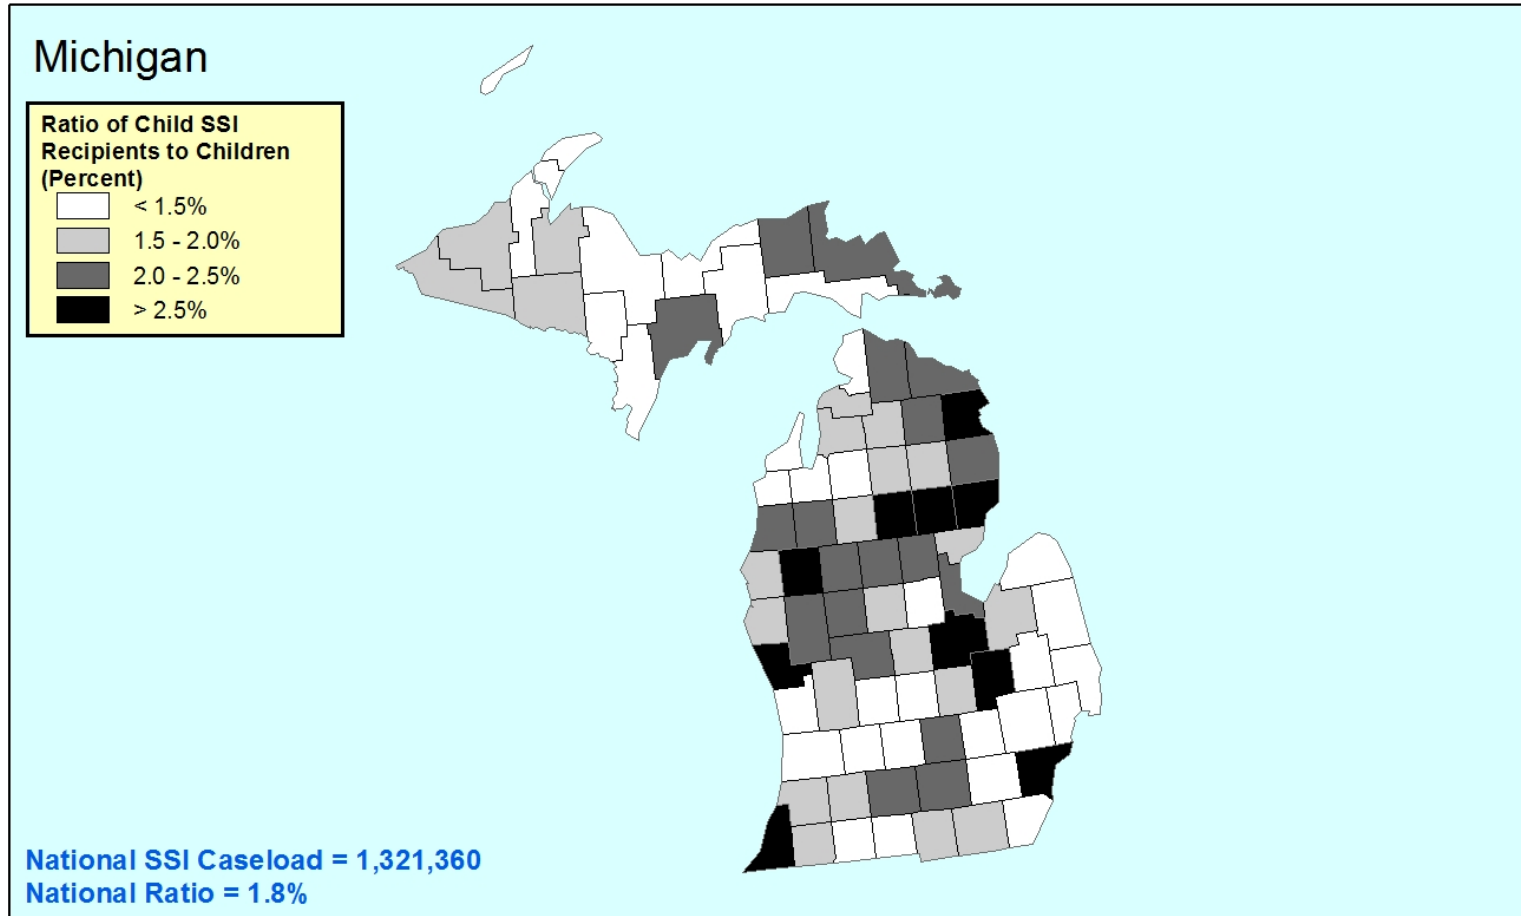 Michigan
Ratio of Child SSI
Recipients to Children
(Percent)
< 1.5%
1.5 - 2.0%
2.0 - 2.5%
> 2.5%
National SSI Caseload = 1,321,360
National Ratio = 1.8%